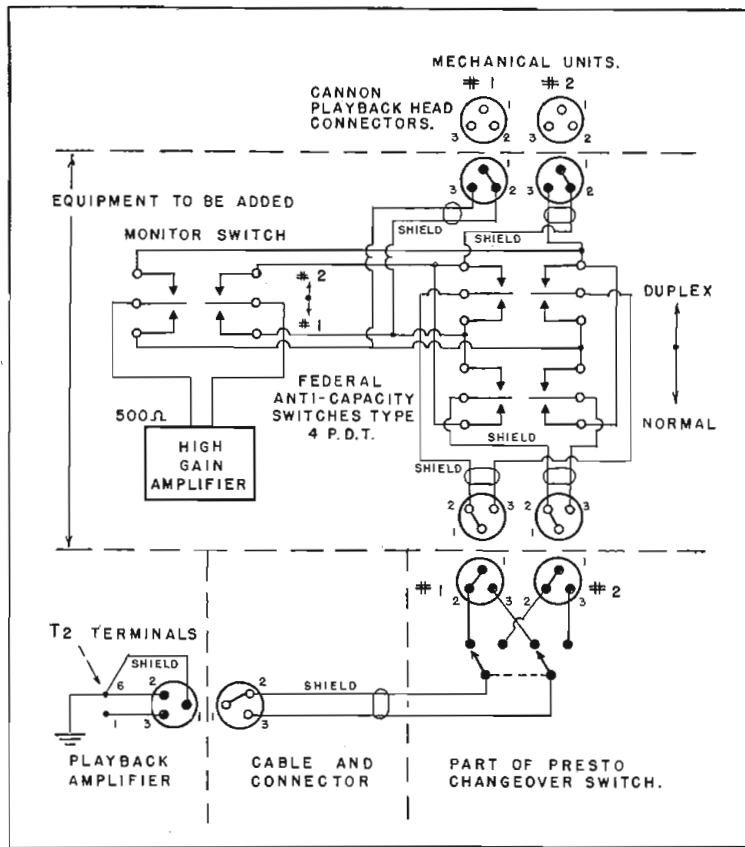 MECHANICAL UNITS.
# 1 # 2
CANNON
PLAYBACK HEAD
CONNECTORS.
1
3 2
1
3 2
EQUIPMENT TO BE ADDED
1
3 2
1
3 2
SHIELD
SHIELD
MONITOR SWITCH
# 2
# 1
DUPLEX
NORMAL
FEDERAL
ANTI-CAPACITY
SWITCHES TYPE
4 P.D.T.
500Ω
HIGH
GAIN
AMPLIFIER
SHIELD
SHIELD
2 3
1
2 3
1
# 1
1
2 3
1
2 3
# 2
T2 TERMINALS
SHIELD
6 2
1 3
1
1
2
3
SHIELD
PLAYBACK
AMPLIFIER
CABLE AND
CONNECTOR
PART OF PRESTO
CHANGEOVER SWITCH.